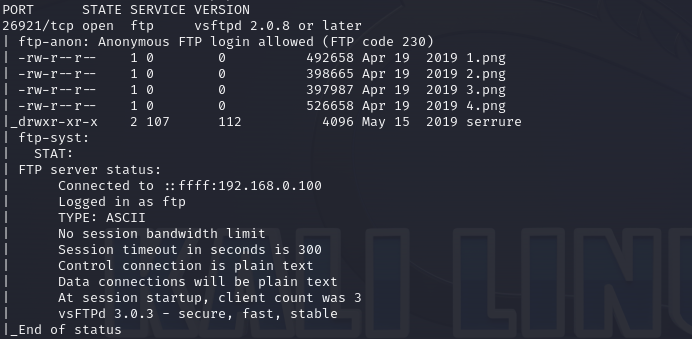 PORT      STATE SERVICE VERSION
26921/tcp open  ftp     vsftpd 2.0.8 or later
| ftp-anon: Anonymous FTP login allowed (FTP code 230)
| -rw-r--r--    1 0        0          492658 Apr 19  2019 1.png
| -rw-r--r--    1 0        0          398665 Apr 19  2019 2.png
| -rw-r--r--    1 0        0          397987 Apr 19  2019 3.png
| -rw-r--r--    1 0        0          526658 Apr 19  2019 4.png
|_drwxr-xr-x    2 107      112          4096 May 15  2019 serrure
| ftp-syst:
|   STAT:
| FTP server status:
|      Connected to ::ffff:192.168.0.100
|      Logged in as ftp
|      TYPE: ASCII
|      No session bandwidth limit
|      Session timeout in seconds is 300
|      Control connection is plain text
|      Data connections will be plain text
|      At session startup, client count was 3
|      vsFTPd 3.0.3 - secure, fast, stable
|_End of status
KALI LINU